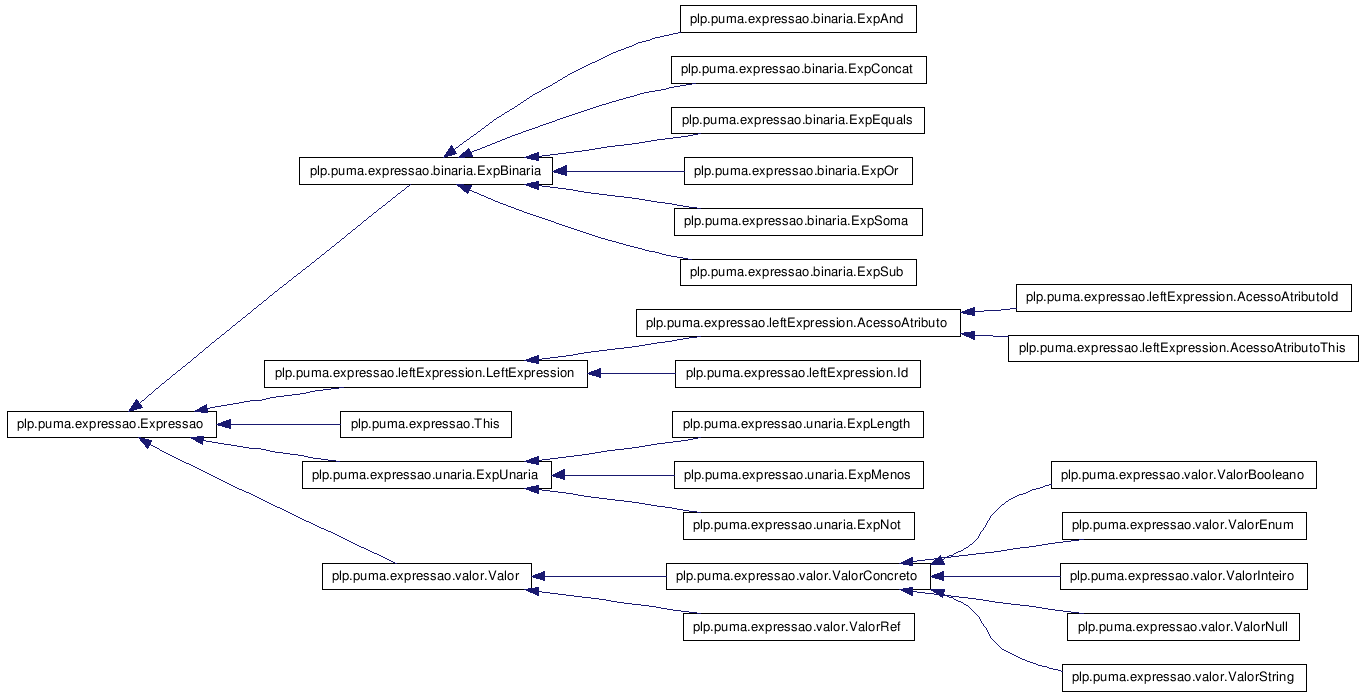 plp.puma.expressao.binaria.ExpAnd
plp.puma.expressao.binaria.ExpConcat
plp.puma.expressao.binaria.ExpEquals
plp.puma.expressao.binaria.ExpBinaria
plp.puma.expressao.binaria.ExpOr
plp.puma.expressao.binaria.ExpSoma
plp.puma.expressao.binaria.ExpSub
plp.puma.expressao.leftExpression.AcessoAtributoId
plp.puma.expressao.leftExpression.AcessoAtributo
plp.puma.expressao.leftExpression.AcessoAtributoThis
plp.puma.expressao.leftExpression.LeftExpression
plp.puma.expressao.leftExpression.Id
plp.puma.expressao.Expressao
plp.puma.expressao.This
plp.puma.expressao.unaria.ExpLength
plp.puma.expressao.unaria.ExpUnaria
plp.puma.expressao.unaria.ExpMenos
plp.puma.expressao.valor.ValorBooleano
plp.puma.expressao.unaria.ExpNot
plp.puma.expressao.valor.ValorEnum
plp.puma.expressao.valor.Valor
plp.puma.expressao.valor.ValorConcreto
plp.puma.expressao.valor.ValorInteiro
plp.puma.expressao.valor.ValorRef
plp.puma.expressao.valor.ValorNull
plp.puma.expressao.valor.ValorString